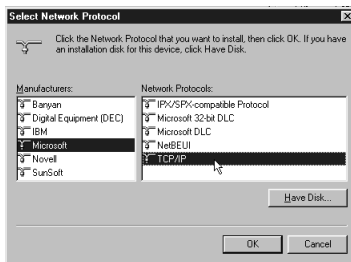 Select Network Protocol
Click the Network Protocol that you want to install, then click OK. If you have
an installation disk for this device, click Have Disk.
Manufacturers:
Banyan
Digital Equipment (DEC)
IBM
Microsoft
Novell
SunSoft
Network Protocols:
IPX/SPX-compatible Protocol
Microsoft 32-bit DLC
Microsoft DLC
NetBEUI
TCP/IP
Have Disk...
OK
Cancel